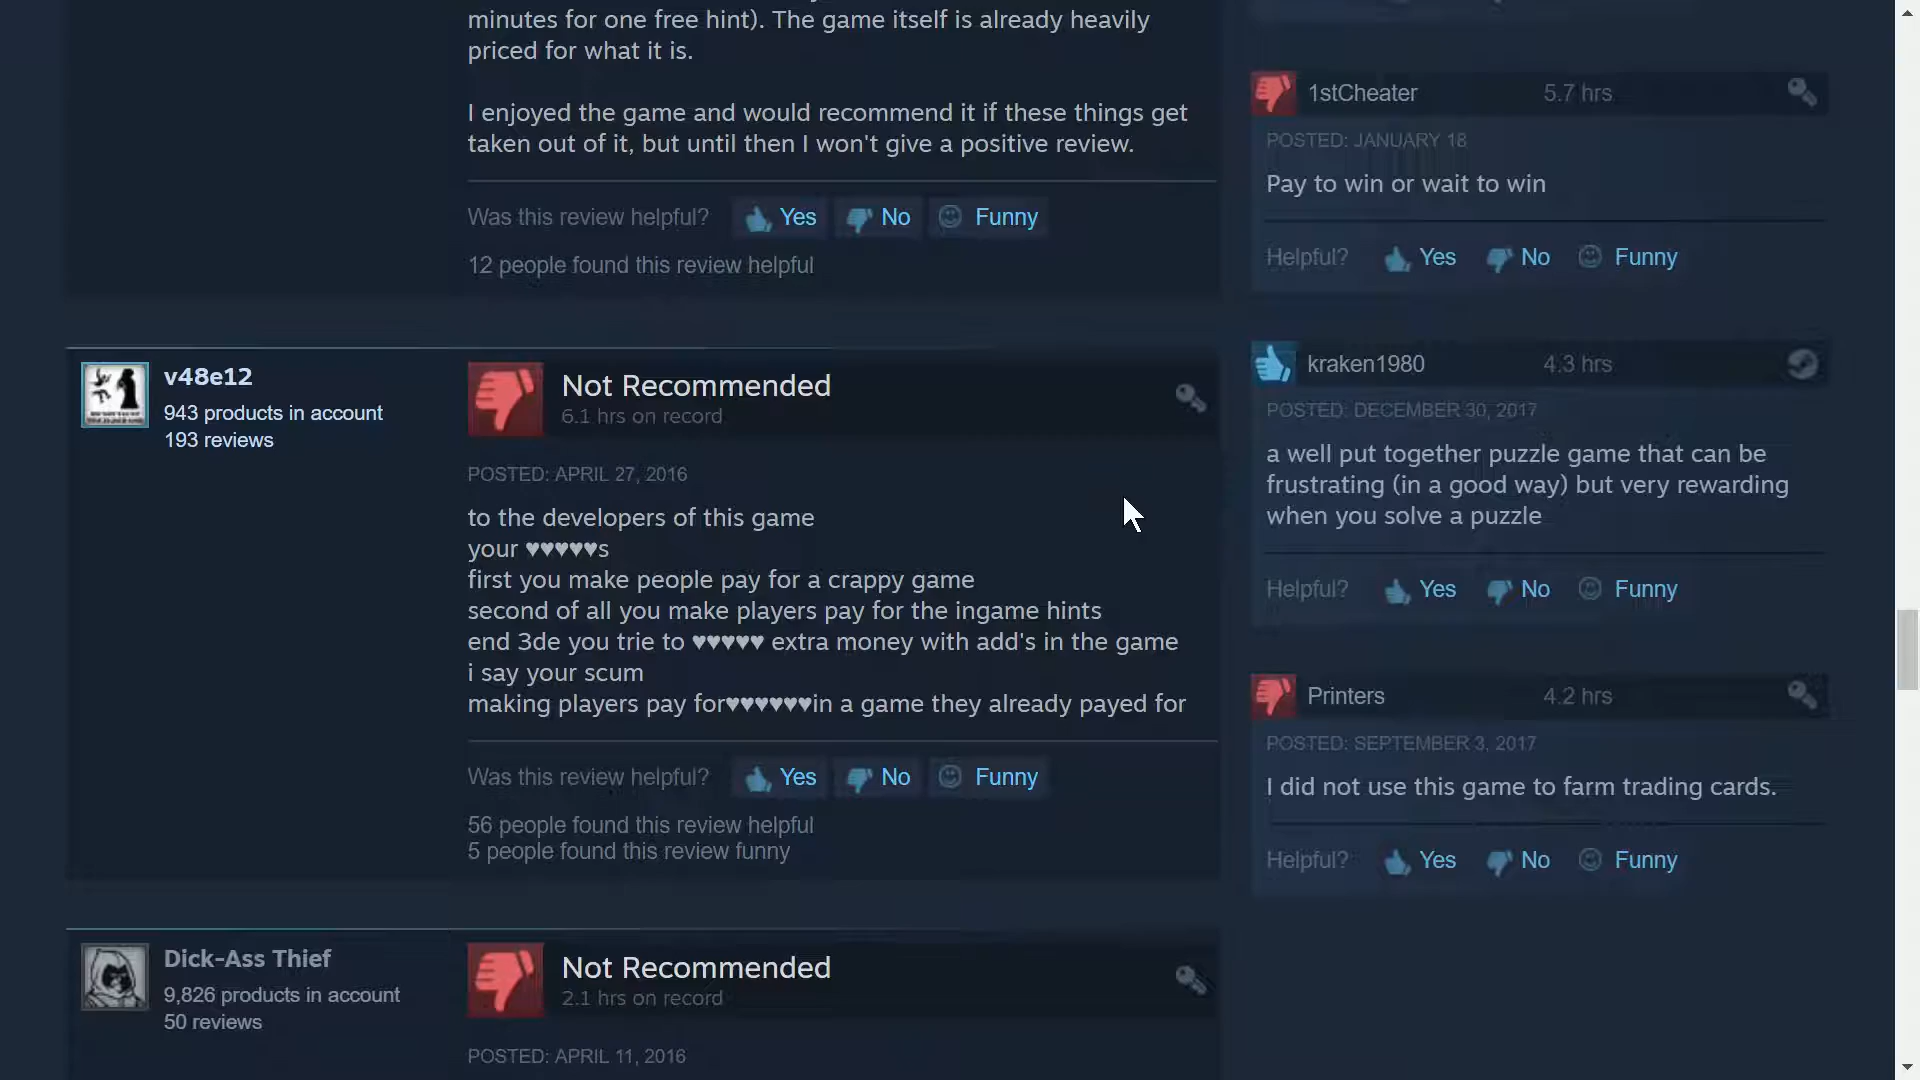 minutes for one free hint). The game itself is already heavily
priced for what it is.
I enjoyed the game and would recommend it if these things get
taken out of it, but until then I won't give a positive review.
Was this review helpful? Yes No Funny
12 people found this review helpful
v48e12
943 products in account
193 reviews
Not Recommended
6.1 hrs on record
POSTED: APRIL 27, 2016
to the developers of this game
your ♥♥♥♥♥s
first you make people pay for a crappy game
second of all you make players pay for the ingame hints
end 3de you trie to ♥♥♥♥♥ extra money with add's in the game
i say your scum
making players pay for♥♥♥♥♥♥in a game they already payed for
Was this review helpful? Yes No Funny
56 people found this review helpful
5 people found this review funny
Dick-Ass Thief
9,826 products in account
50 reviews
Not Recommended
2.1 hrs on record
POSTED: APRIL 11, 2016
1stCheater 5.7 hrs
POSTED: JANUARY 18
Pay to win or wait to win
Helpful? Yes No Funny
kraken1980 4.3 hrs
POSTED: DECEMBER 30, 2017
a well put together puzzle game that can be
frustrating (in a good way) but very rewarding
when you solve a puzzle
Helpful? Yes No Funny
Printers 4.2 hrs
POSTED: SEPTEMBER 3, 2017
I did not use this game to farm trading cards.
Helpful? Yes No Funny